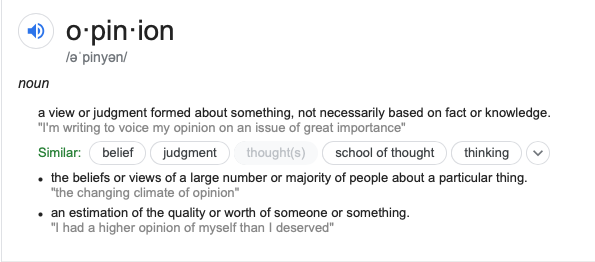 o·pin·ion
/əˈpinyən/
noun
a view or judgment formed about something, not necessarily based on fact or knowledge.
"I'm writing to voice my opinion on an issue of great importance"
Similar: belief judgment thought(s) school of thought thinking
• the beliefs or views of a large number or majority of people about a particular thing.
"the changing climate of opinion"
• an estimation of the quality or worth of someone or something.
"I had a higher opinion of myself than I deserved"